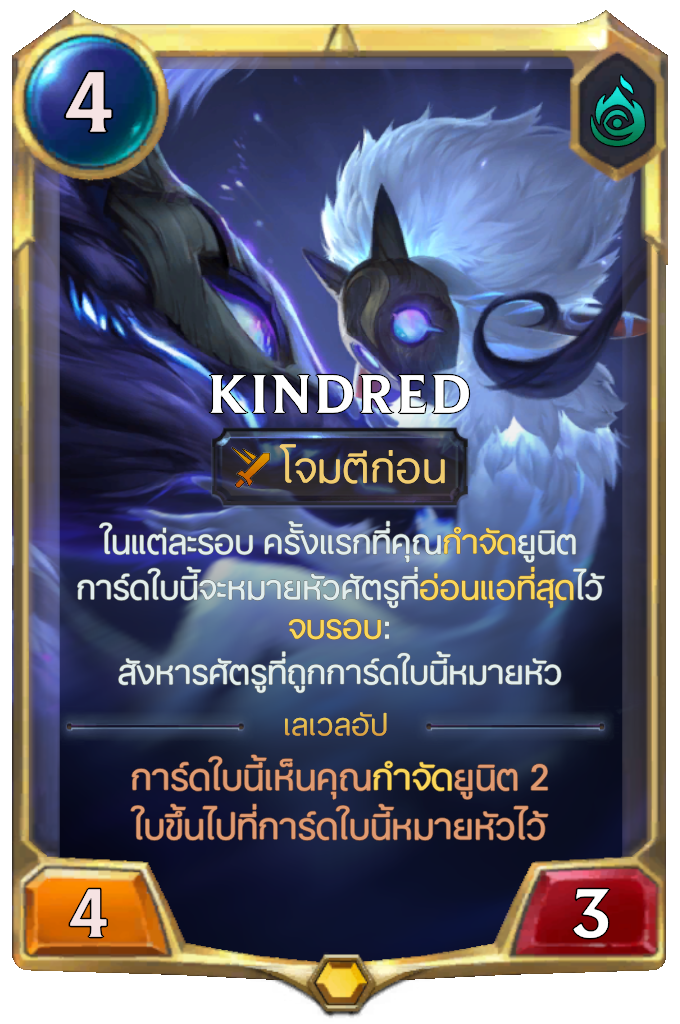 4
KINDRED
โจมตีก่อน
ในแต่ละรอบ ครั้งแรกที่คุณกำจัดยูนิต
การ์ดใบนี้จะหมายหัวศัตรูที่อ่อนแอที่สุดไว้
จบรอบ:
สังหารศัตรูที่ถูกการ์ดใบนี้หมายหัว
เลเวลอัป
การ์ดใบนี้เห็นคุณกำจัดยูนิต 2
ใบขึ้นไปที่การ์ดใบนี้หมายหัวไว้
4 3